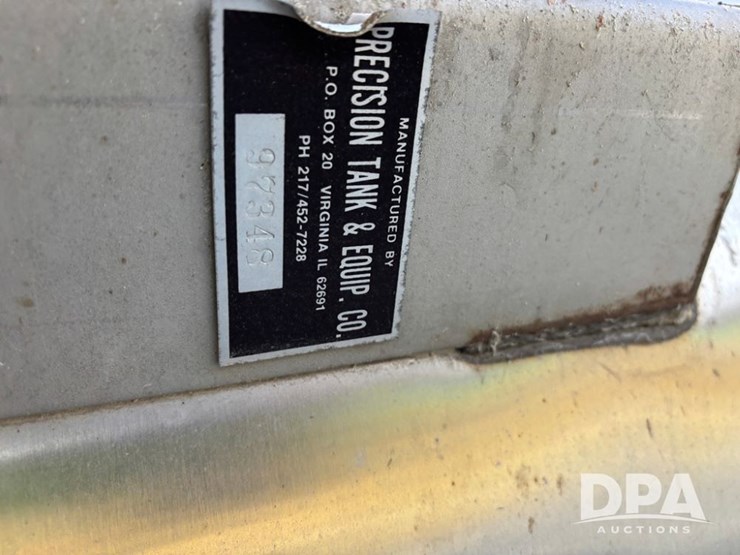 MANUFACTURED BY
PRECISION TANK & EQUIP. CO.
P.O. BOX 20 VIRGINIA IL 62691
PH 217/452-7228
97348
DPA
AUCTIONS